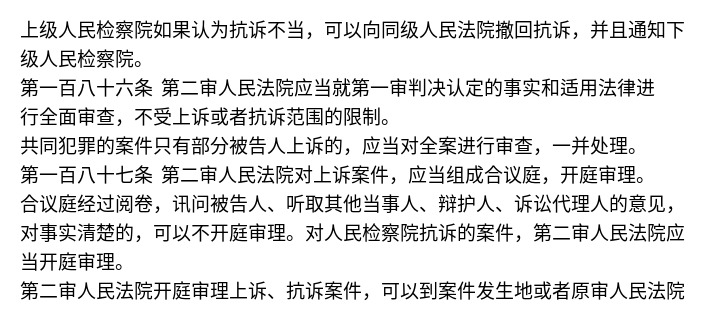 上级人民检察院如果认为抗诉不当，可以向同级人民法院撤回抗诉，并且通知下
级人民检察院。
第一百八十六条 第二审人民法院应当就第一审判决认定的事实和适用法律进
行全面审查，不受上诉或者抗诉范围的限制。
共同犯罪的案件只有部分被告人上诉的，应当对全案进行审查，一并处理。
第一百八十七条 第二审人民法院对上诉案件，应当组成合议庭，开庭审理。
合议庭经过阅卷，讯问被告人、听取其他当事人、辩护人、诉讼代理人的意见，
对事实清楚的，可以不开庭审理。对人民检察院抗诉的案件，第二审人民法院应
当开庭审理。
第二审人民法院开庭审理上诉、抗诉案件，可以到案件发生地或者原审人民法院